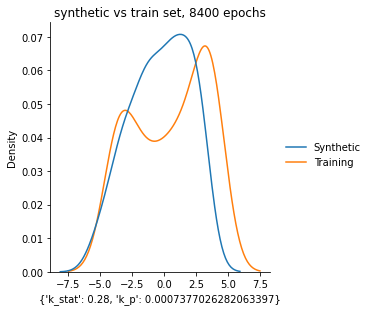 synthetic vs train set, 8400 epochs
0.07
0.06
0.05
0.04
0.03
0.02
0.01
0.00
Density
−7.5 −5.0 −2.5 0.0 2.5 5.0 7.5
{'k_stat': 0.28, 'k_p': 0.0007377026282063397}
Synthetic
Training